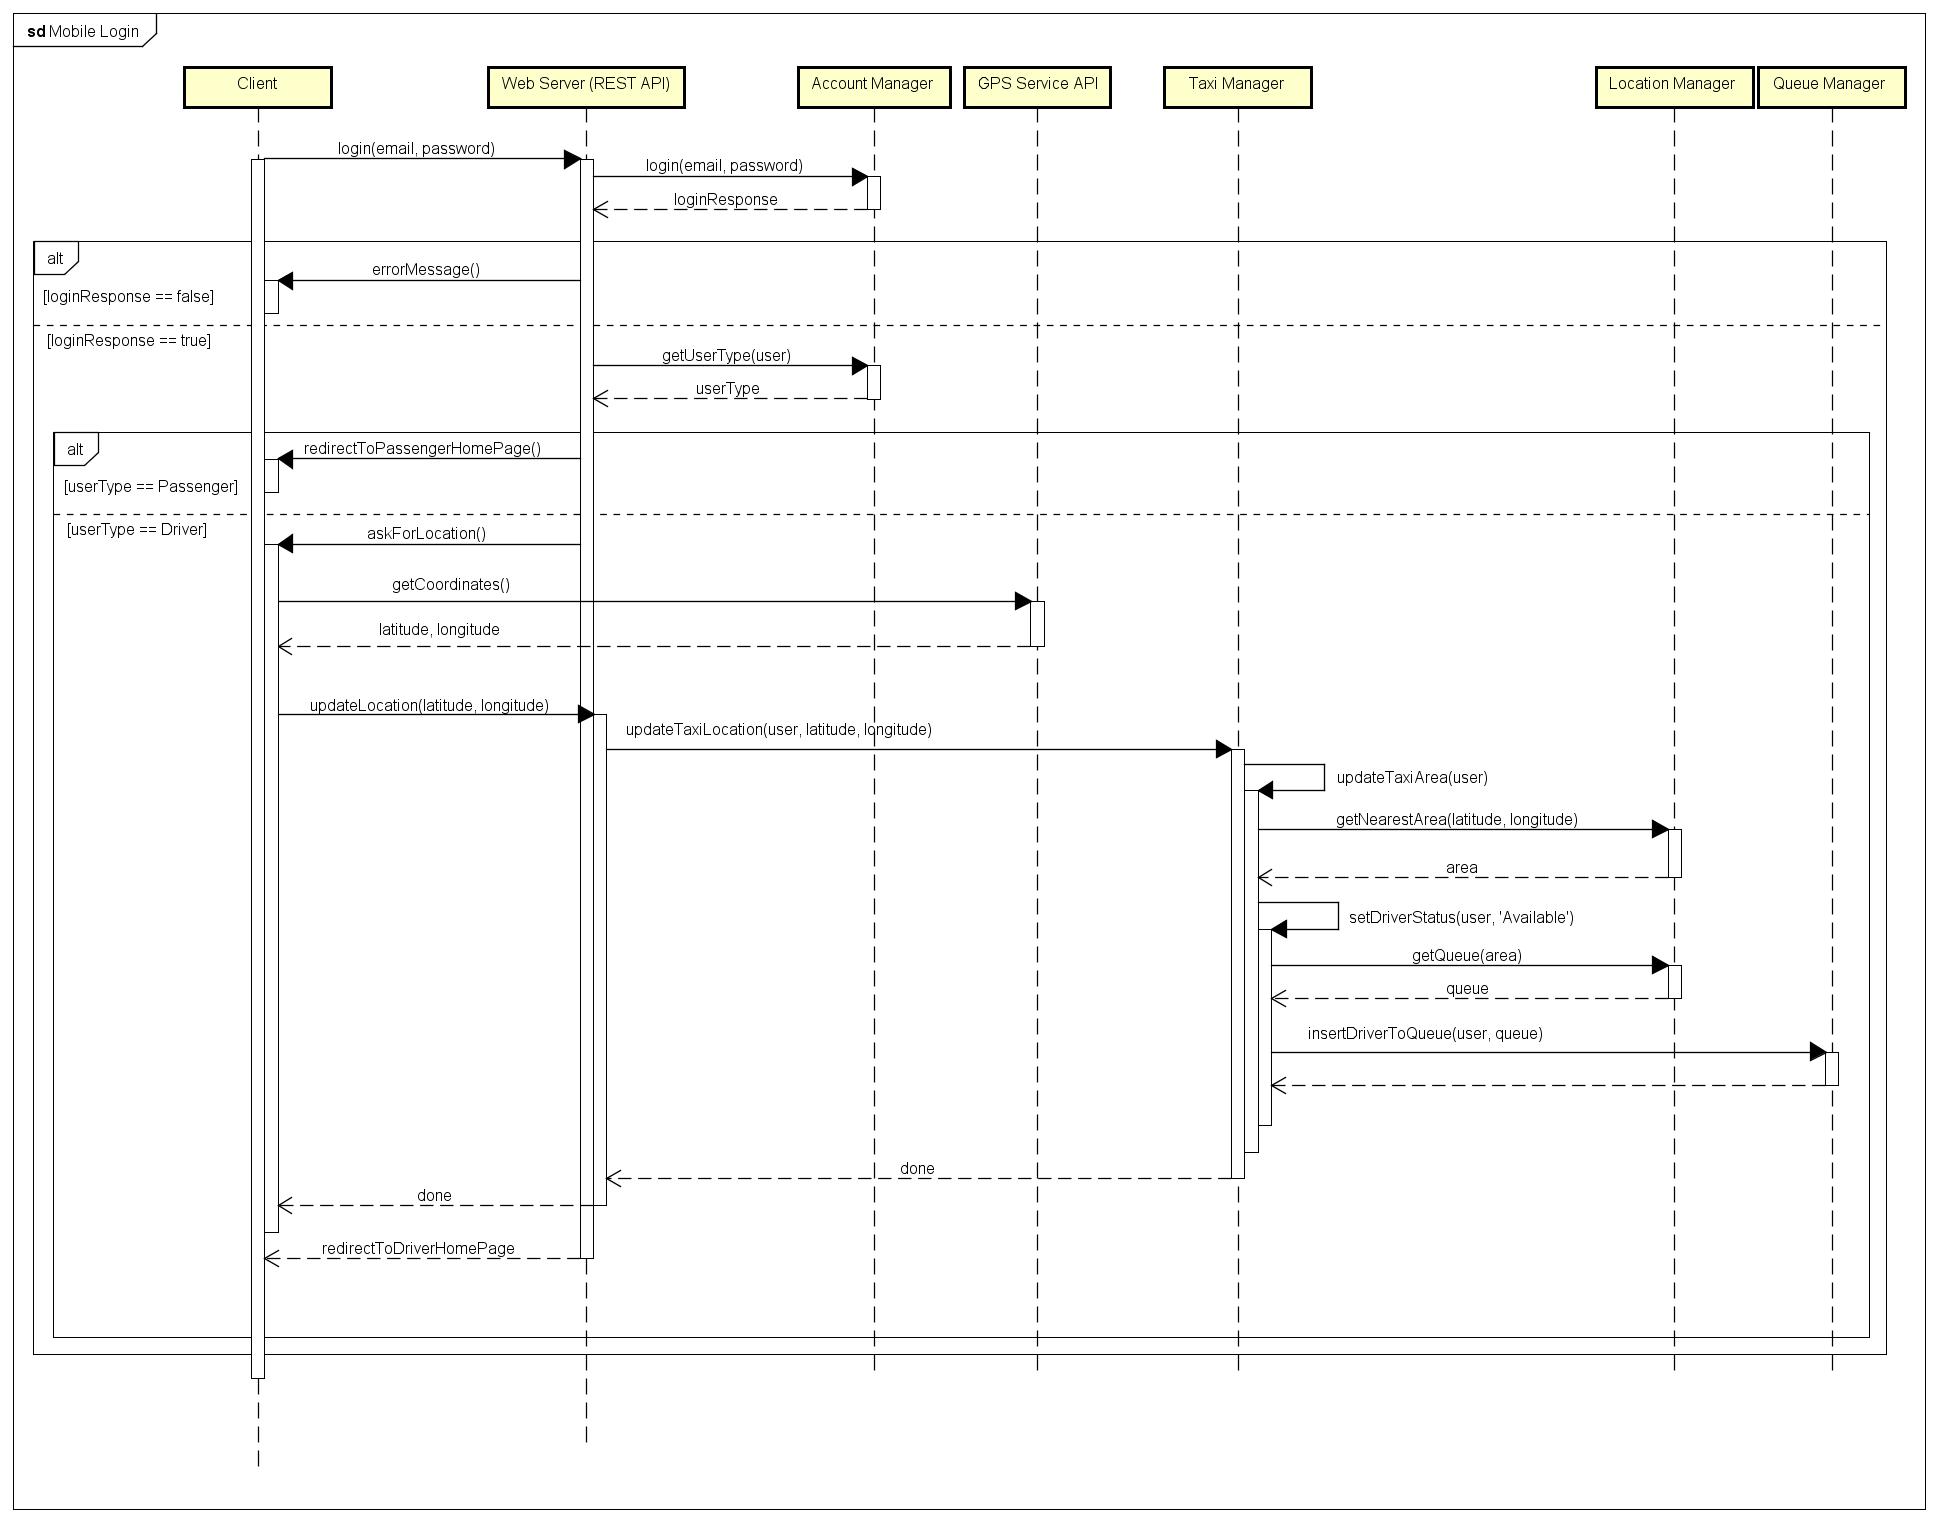 sd Mobile Login
Client
Web Server (REST API)
Account Manager
GPS Service API
Taxi Manager
Location Manager
Queue Manager
login(email, password)
login(email, password)
loginResponse
alt
errorMessage()
[loginResponse == false]
[loginResponse == true]
getUserType(user)
userType
alt
redirectToPassengerHomePage()
[userType == Passenger]
[userType == Driver]
askForLocation()
getCoordinates()
latitude, longitude
updateLocation(latitude, longitude)
updateTaxiLocation(user, latitude, longitude)
updateTaxiArea(user)
getNearestArea(latitude, longitude)
area
setDriverStatus(user, 'Available')
getQueue(area)
queue
insertDriverToQueue(user, queue)
done
done
redirectToDriverHomePage